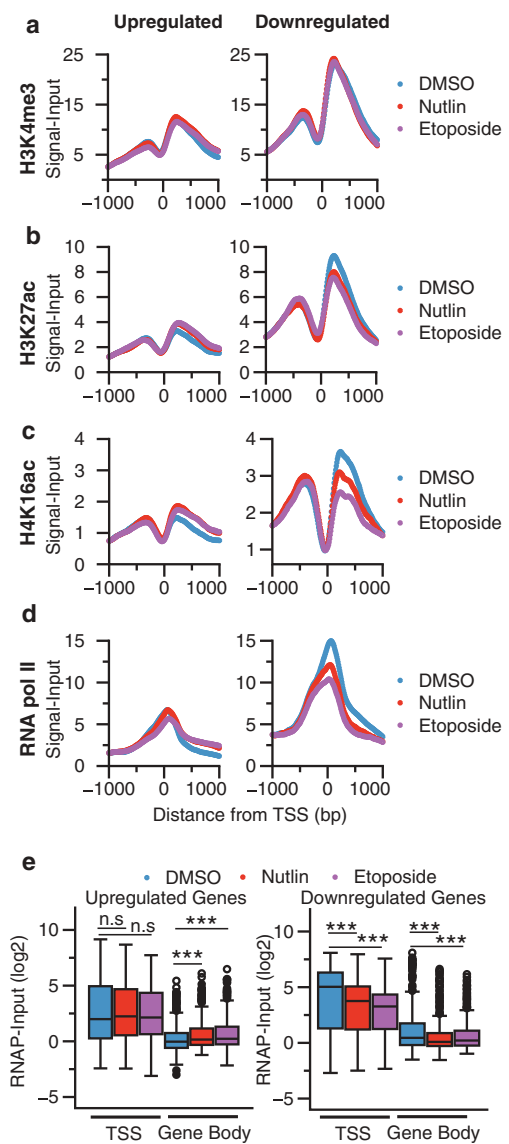 Upregulated Downregulated
a
H3K4me3
Signal-Input
25
15
5
−1000 0 1000
25
15
5
−1000 0 1000
DMSO
Nutlin
Etoposide
b
H3K27ac
Signal-Input
10
8
6
4
2
0
−1000 0 1000
10
8
6
4
2
0
−1000 0 1000
DMSO
Nutlin
Etoposide
c
H4K16ac
Signal-Input
4
3
2
1
0
−1000 0 1000
4
3
2
1
−1000 0 1000
DMSO
Nutlin
Etoposide
d
RNA pol II
Signal-Input
15
10
5
0
−1000 0 1000
15
10
5
0
−1000 0 1000
DMSO
Nutlin
Etoposide
Distance from TSS (bp)
e
DMSO Nutlin Etoposide
Upregulated Genes Downregulated Genes
RNAP-Input (log2)
10
5
0
−5
n.s
n.s
***
***
TSS Gene Body
RNAP-Input (log2)
10
5
0
−5
***
***
***
***
TSS Gene Body